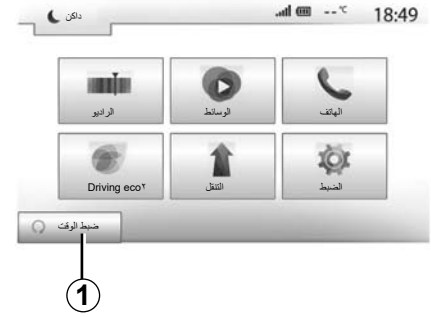 داكن
--°C
18:49
الراديو
الوسائط
الهاتف
Driving eco²
التنقل
الضبط
ضبط الوقت
1